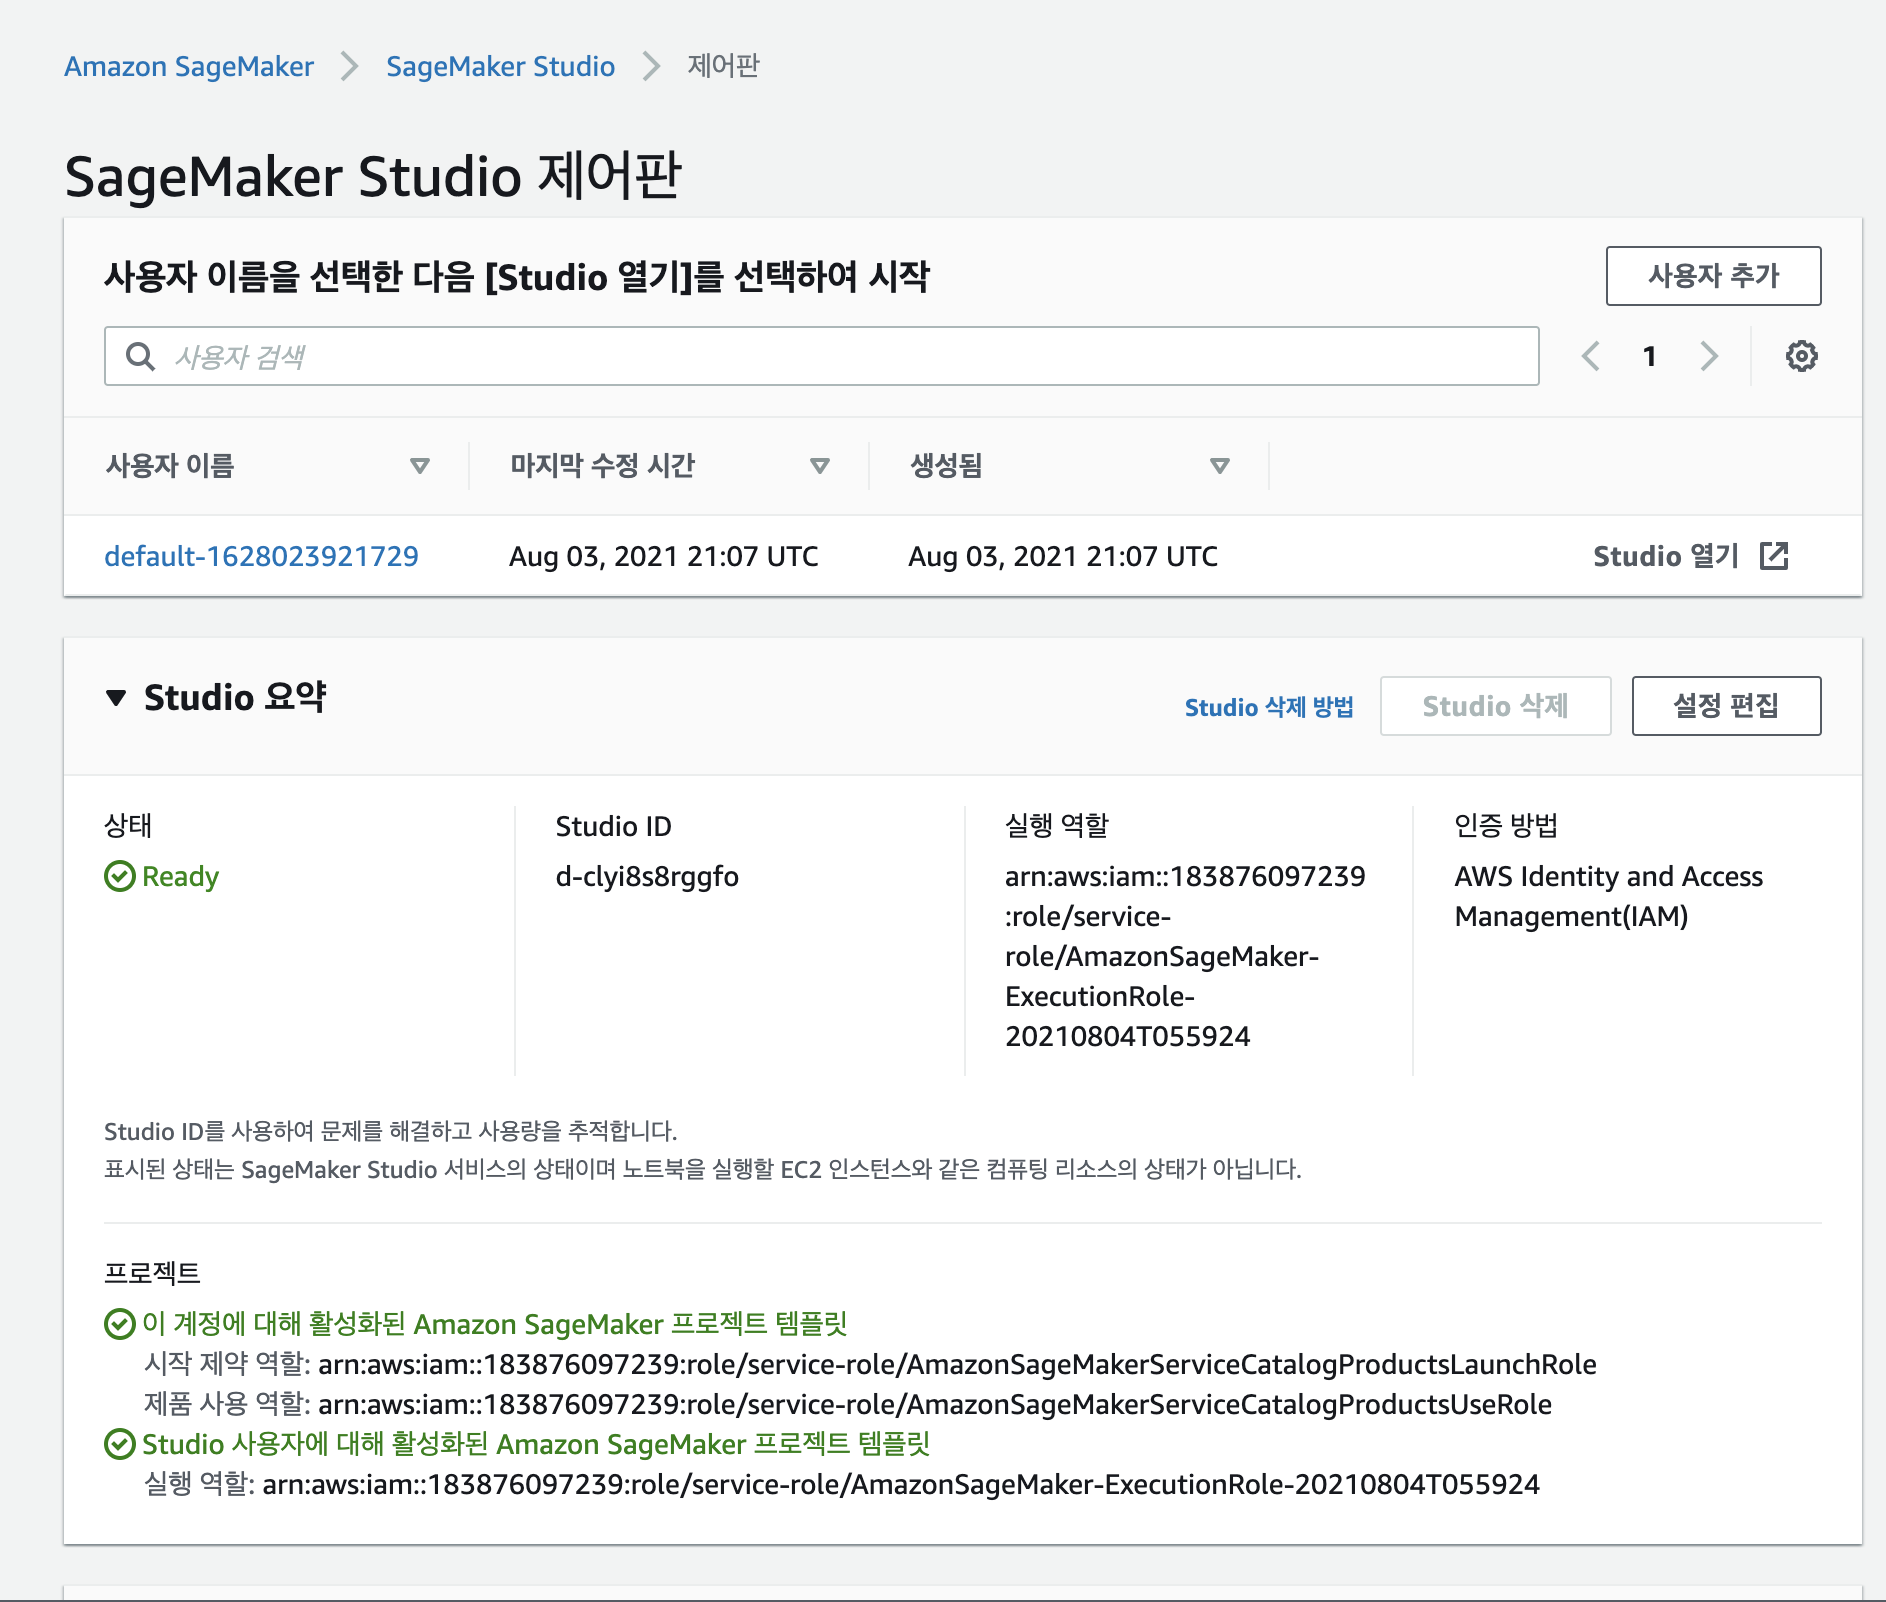 Amazon SageMaker > SageMaker Studio > 제어판
SageMaker Studio 제어판
사용자 이름을 선택한 다음 [Studio 열기]를 선택하여 시작
사용자 추가
사용자 검색
1
사용자 이름 마지막 수정 시간 생성됨
default-1628023921729 Aug 03, 2021 21:07 UTC Aug 03, 2021 21:07 UTC Studio 열기
Studio 요약
Studio 삭제 방법 Studio 삭제 설정 편집
상태
Ready
Studio ID
d-clyi8s8rggfo
실행 역할
arn:aws:iam::183876097239
:role/service-
role/AmazonSageMaker-
ExecutionRole-
20210804T055924
인증 방법
AWS Identity and Access
Management(IAM)
Studio ID를 사용하여 문제를 해결하고 사용량을 추적합니다.
표시된 상태는 SageMaker Studio 서비스의 상태이며 노트북을 실행할 EC2 인스턴스와 같은 컴퓨팅 리소스의 상태가 아닙니다.
프로젝트
이 계정에 대해 활성화된 Amazon SageMaker 프로젝트 템플릿
시작 제약 역할: arn:aws:iam::183876097239:role/service-role/AmazonSageMakerServiceCatalogProductsLaunchRole
제품 사용 역할: arn:aws:iam::183876097239:role/service-role/AmazonSageMakerServiceCatalogProductsUseRole
Studio 사용자에 대해 활성화된 Amazon SageMaker 프로젝트 템플릿
실행 역할: arn:aws:iam::183876097239:role/service-role/AmazonSageMaker-ExecutionRole-20210804T055924